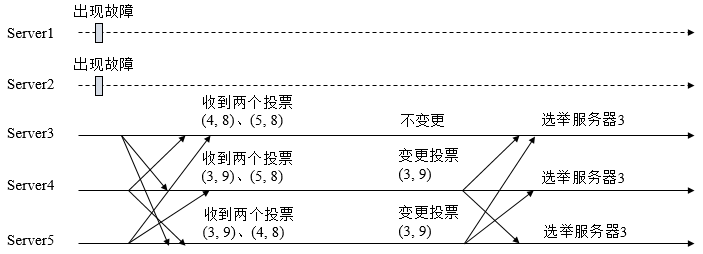 出现故障
Server1
出现故障
Server2
收到两个投票
(4, 8)、(5, 8)
不变更
选举服务器3
Server3
收到两个投票
(3, 9)、(5, 8)
变更投票
(3, 9)
选举服务器3
Server4
收到两个投票
(3, 9)、(4, 8)
变更投票
(3, 9)
选举服务器3
Server5